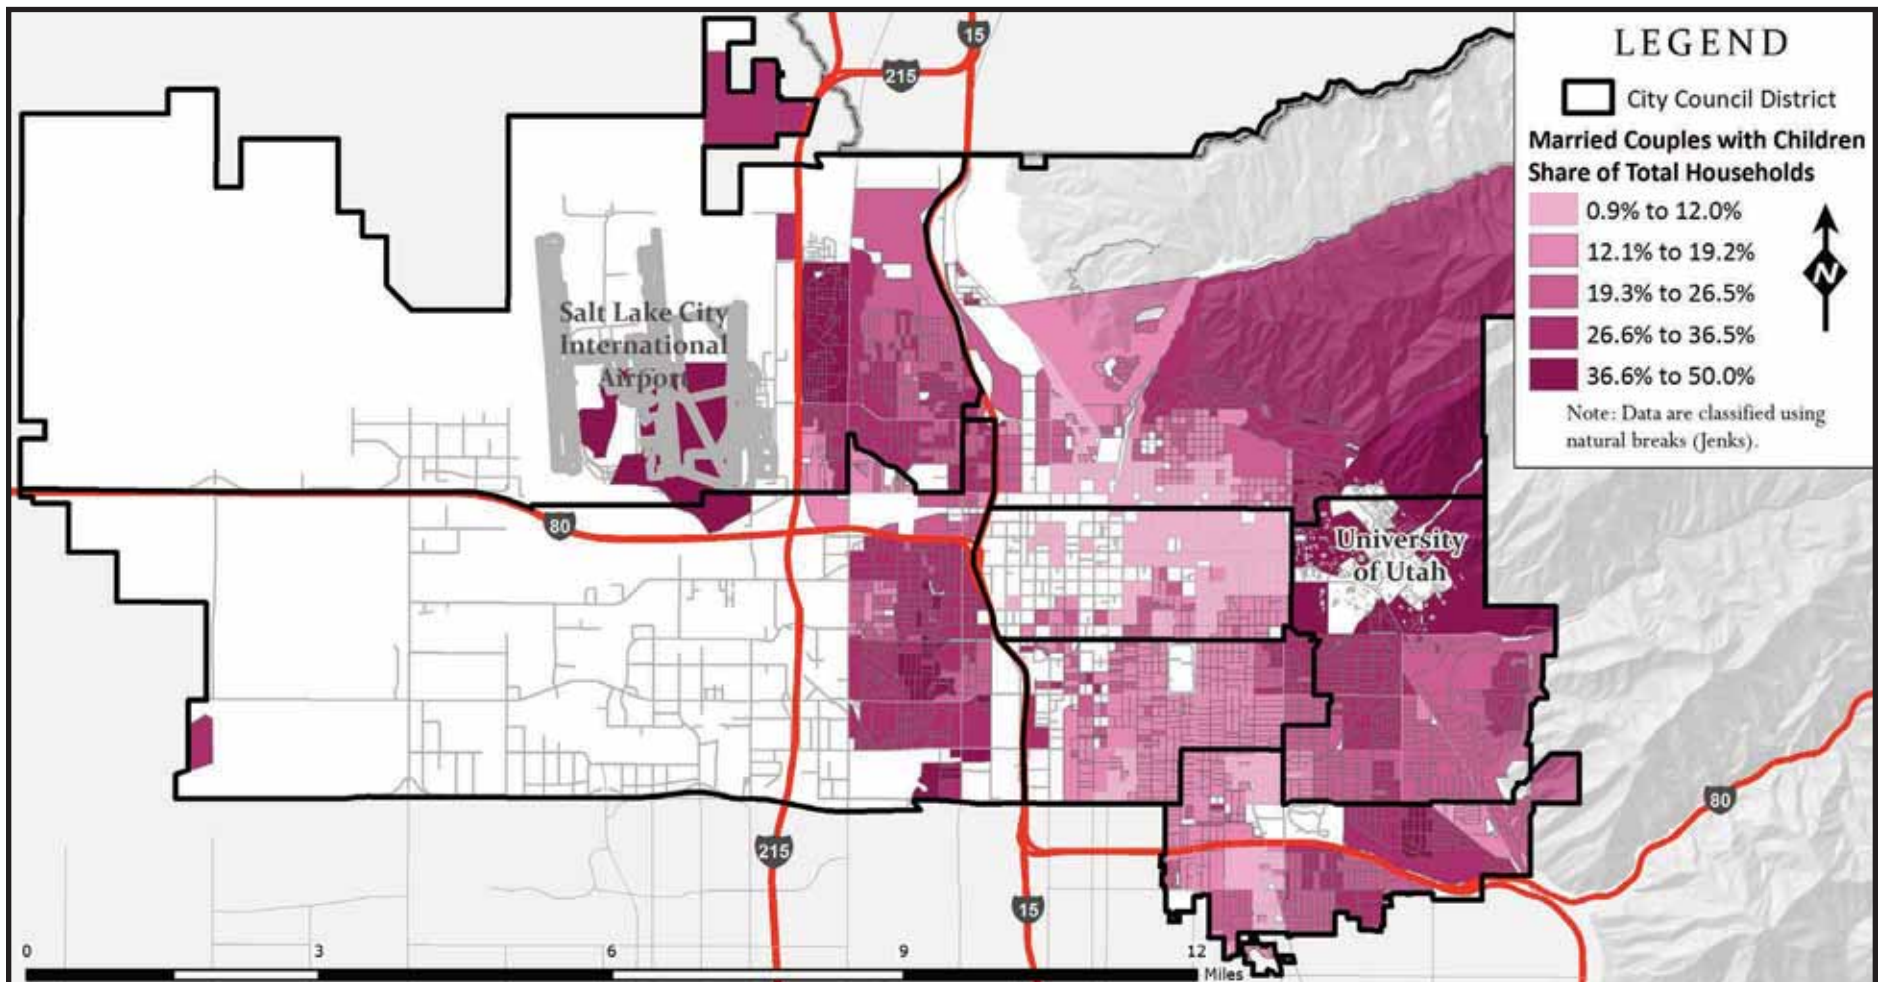 LEGEND
City Council District
Married Couples with Children
Share of Total Households
0.9% to 12.0%
12.1% to 19.2%
19.3% to 26.5%
26.6% to 36.5%
36.6% to 50.0%
Note: Data are classified using
natural breaks (Jenks).
N
15
215
Salt Lake City
International
Airport
80
University
of Utah
80
215
15
0 3 6 9 12
Miles